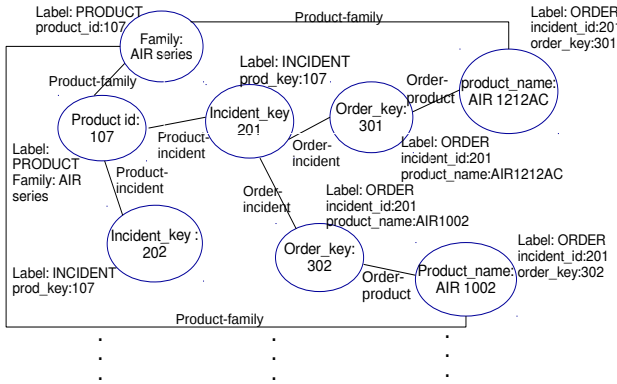 Label: PRODUCT
product_id:107
Family:
AIR series
Product-family
Label: ORDER
incident_id:201
order_key:301
product_name:
AIR 1212AC
Product-family
Label: INCIDENT
prod_key:107
Order-
product
Product id:
107
Product-
incident
Incident_key
201
Order-
incident
Order_key:
301
Label: ORDER
incident_id:201
product_name:AIR1212AC
Label:
PRODUCT
Family: AIR
series
Product-
incident
Order-
incident
Label: ORDER
incident_id:201
product_name:AIR1002
Incident_key :
202
Label: INCIDENT
prod_key:107
Order_key:
302
Order-
product
Product_name:
AIR 1002
Label: ORDER
incident_id:201
order_key:302
Product-family